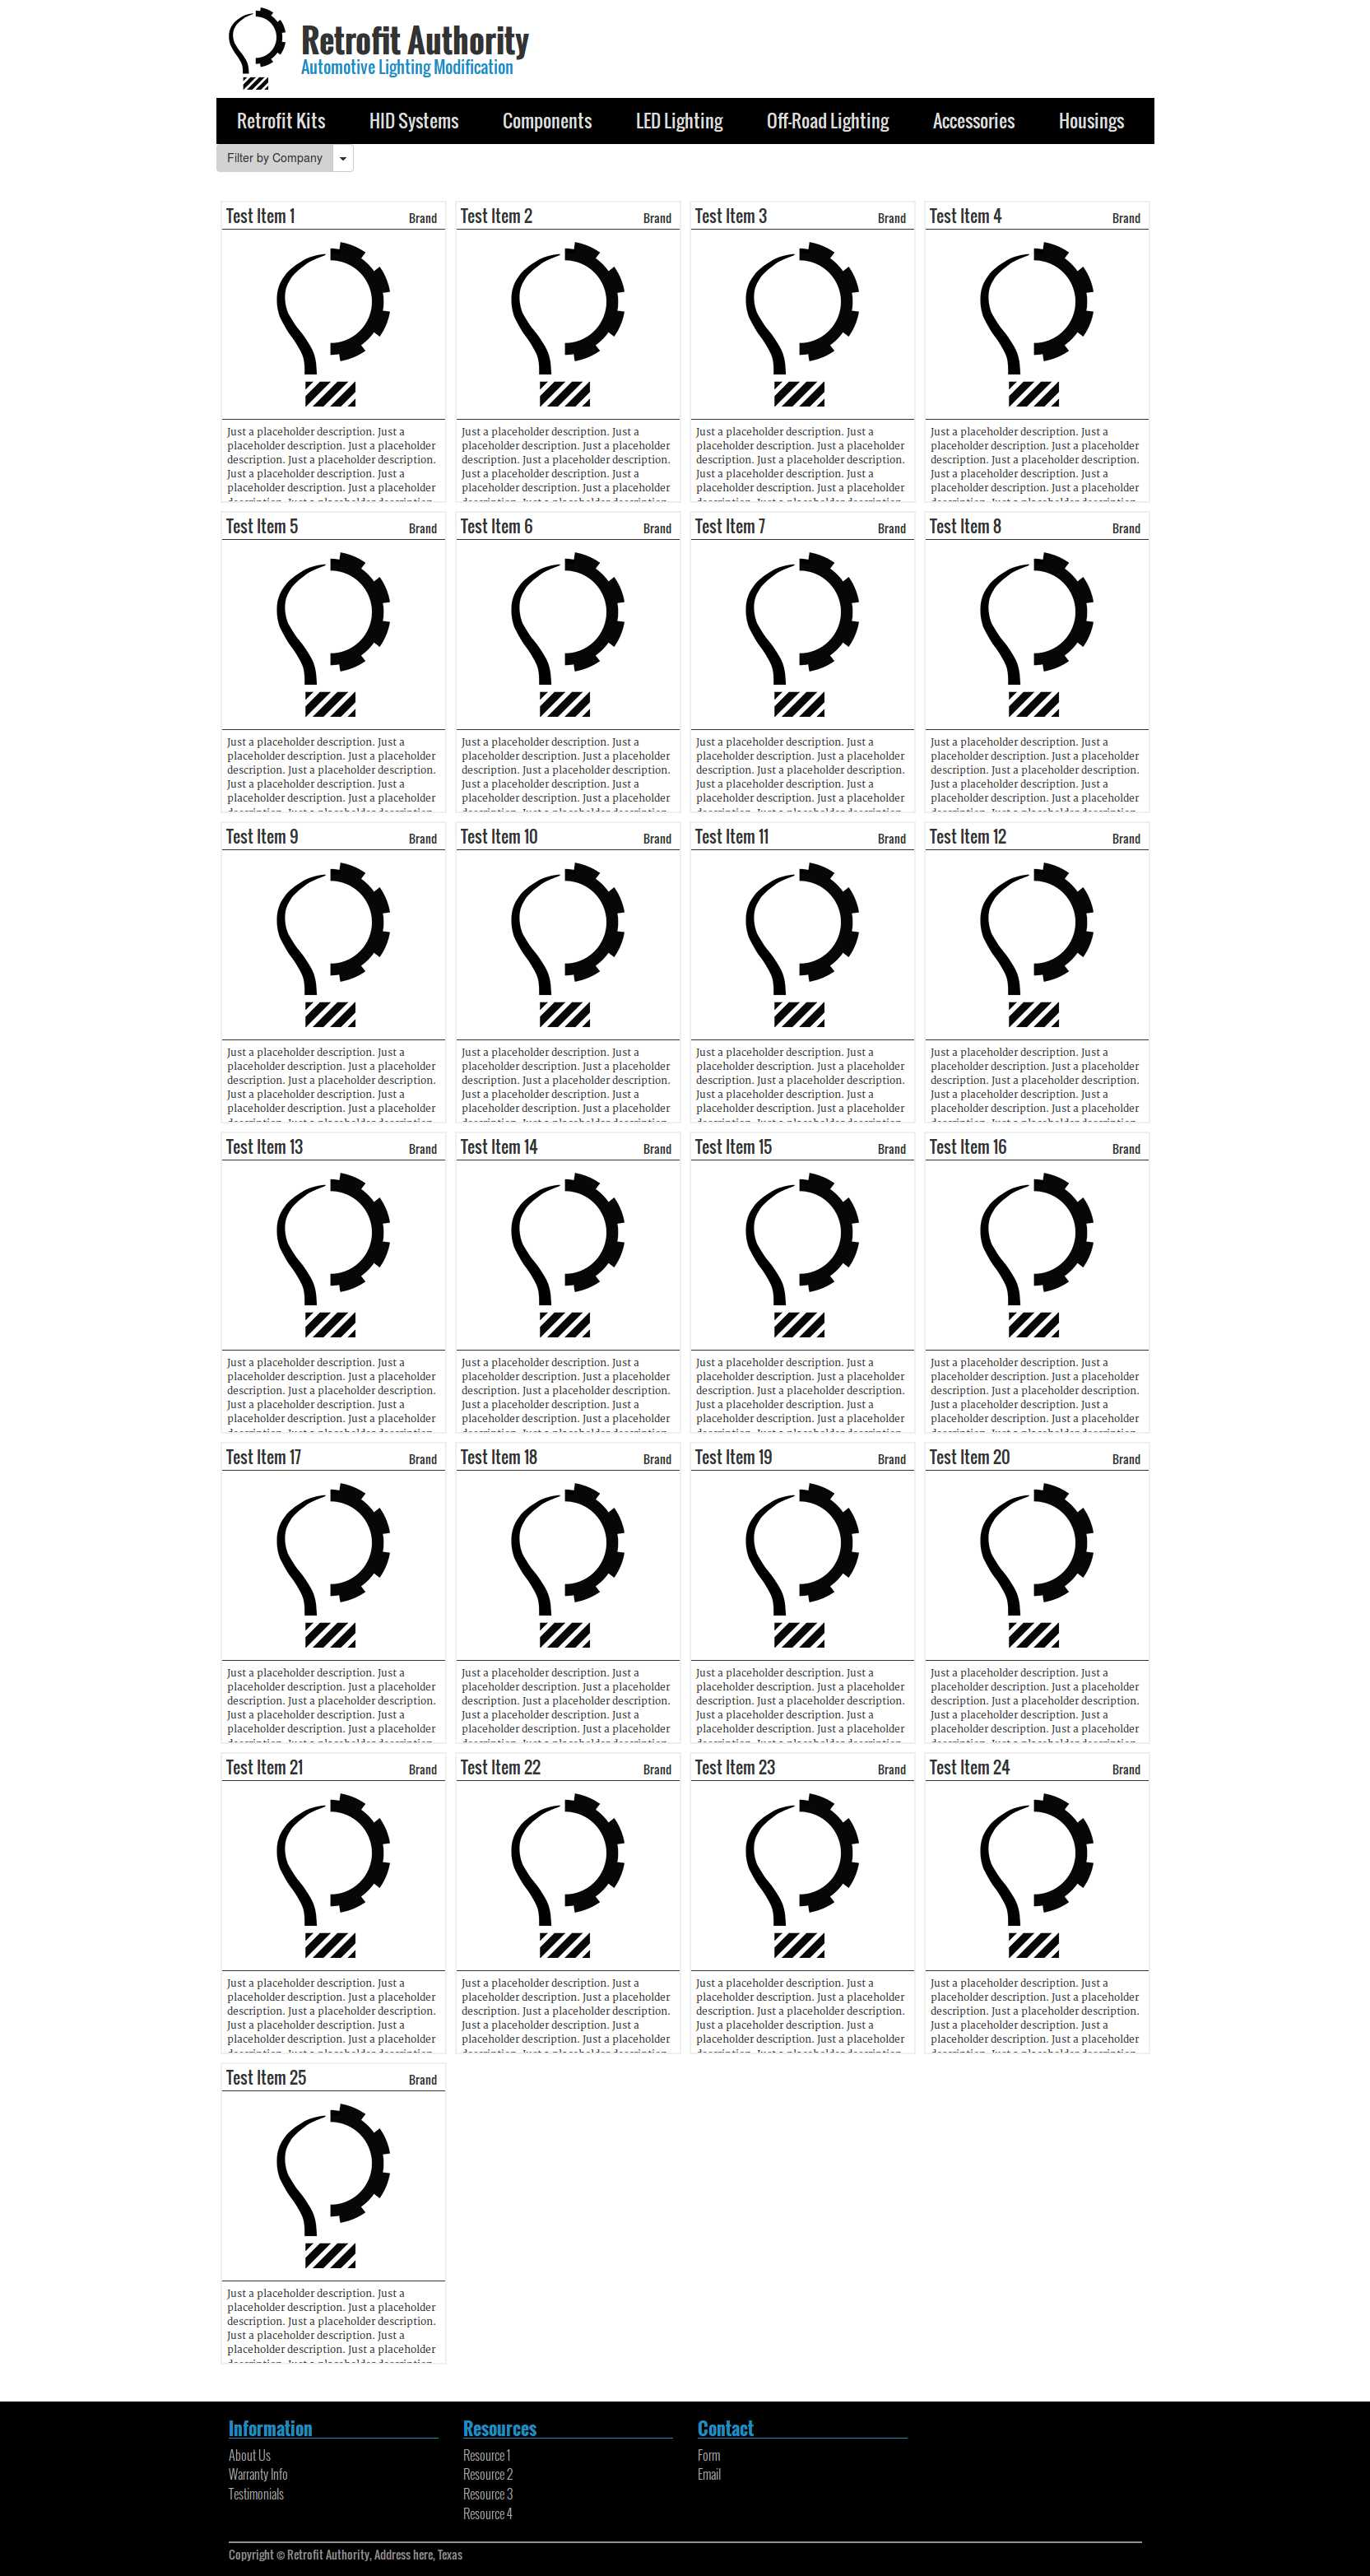 Retrofit Authority
Automotive Lighting Modification
Retrofit Kits HID Systems Components LED Lighting Off-Road Lighting Accessories Housings
Filter by Company
Test Item 1 Brand
Just a placeholder description. Just a
placeholder description. Just a placeholder
description. Just a placeholder description.
Just a placeholder description. Just a
placeholder description. Just a placeholder
Test Item 2 Brand
Just a placeholder description. Just a
placeholder description. Just a placeholder
description. Just a placeholder description.
Just a placeholder description. Just a
placeholder description. Just a placeholder
Test Item 3 Brand
Just a placeholder description. Just a
placeholder description. Just a placeholder
description. Just a placeholder description.
Just a placeholder description. Just a
placeholder description. Just a placeholder
Test Item 4 Brand
Just a placeholder description. Just a
placeholder description. Just a placeholder
description. Just a placeholder description.
Just a placeholder description. Just a
placeholder description. Just a placeholder
Test Item 5 Brand
Just a placeholder description. Just a
placeholder description. Just a placeholder
description. Just a placeholder description.
Just a placeholder description. Just a
placeholder description. Just a placeholder
Test Item 6 Brand
Just a placeholder description. Just a
placeholder description. Just a placeholder
description. Just a placeholder description.
Just a placeholder description. Just a
placeholder description. Just a placeholder
Test Item 7 Brand
Just a placeholder description. Just a
placeholder description. Just a placeholder
description. Just a placeholder description.
Just a placeholder description. Just a
placeholder description. Just a placeholder
Test Item 8 Brand
Just a placeholder description. Just a
placeholder description. Just a placeholder
description. Just a placeholder description.
Just a placeholder description. Just a
placeholder description. Just a placeholder
Test Item 9 Brand
Just a placeholder description. Just a
placeholder description. Just a placeholder
description. Just a placeholder description.
Just a placeholder description. Just a
placeholder description. Just a placeholder
Test Item 10 Brand
Just a placeholder description. Just a
placeholder description. Just a placeholder
description. Just a placeholder description.
Just a placeholder description. Just a
placeholder description. Just a placeholder
Test Item 11 Brand
Just a placeholder description. Just a
placeholder description. Just a placeholder
description. Just a placeholder description.
Just a placeholder description. Just a
placeholder description. Just a placeholder
Test Item 12 Brand
Just a placeholder description. Just a
placeholder description. Just a placeholder
description. Just a placeholder description.
Just a placeholder description. Just a
placeholder description. Just a placeholder
Test Item 13 Brand
Just a placeholder description. Just a
placeholder description. Just a placeholder
description. Just a placeholder description.
Just a placeholder description. Just a
placeholder description. Just a placeholder
Test Item 14 Brand
Just a placeholder description. Just a
placeholder description. Just a placeholder
description. Just a placeholder description.
Just a placeholder description. Just a
placeholder description. Just a placeholder
Test Item 15 Brand
Just a placeholder description. Just a
placeholder description. Just a placeholder
description. Just a placeholder description.
Just a placeholder description. Just a
placeholder description. Just a placeholder
Test Item 16 Brand
Just a placeholder description. Just a
placeholder description. Just a placeholder
description. Just a placeholder description.
Just a placeholder description. Just a
placeholder description. Just a placeholder
Test Item 17 Brand
Just a placeholder description. Just a
placeholder description. Just a placeholder
description. Just a placeholder description.
Just a placeholder description. Just a
placeholder description. Just a placeholder
Test Item 18 Brand
Just a placeholder description. Just a
placeholder description. Just a placeholder
description. Just a placeholder description.
Just a placeholder description. Just a
placeholder description. Just a placeholder
Test Item 19 Brand
Just a placeholder description. Just a
placeholder description. Just a placeholder
description. Just a placeholder description.
Just a placeholder description. Just a
placeholder description. Just a placeholder
Test Item 20 Brand
Just a placeholder description. Just a
placeholder description. Just a placeholder
description. Just a placeholder description.
Just a placeholder description. Just a
placeholder description. Just a placeholder
Test Item 21 Brand
Just a placeholder description. Just a
placeholder description. Just a placeholder
description. Just a placeholder description.
Just a placeholder description. Just a
placeholder description. Just a placeholder
Test Item 22 Brand
Just a placeholder description. Just a
placeholder description. Just a placeholder
description. Just a placeholder description.
Just a placeholder description. Just a
placeholder description. Just a placeholder
Test Item 23 Brand
Just a placeholder description. Just a
placeholder description. Just a placeholder
description. Just a placeholder description.
Just a placeholder description. Just a
placeholder description. Just a placeholder
Test Item 24 Brand
Just a placeholder description. Just a
placeholder description. Just a placeholder
description. Just a placeholder description.
Just a placeholder description. Just a
placeholder description. Just a placeholder
Test Item 25 Brand
Just a placeholder description. Just a
placeholder description. Just a placeholder
description. Just a placeholder description.
Just a placeholder description. Just a
placeholder description. Just a placeholder
Information
About Us
Warranty Info
Testimonials
Resources
Resource 1
Resource 2
Resource 3
Resource 4
Contact
Form
Email
Copyright © Retrofit Authority, Address here, Texas